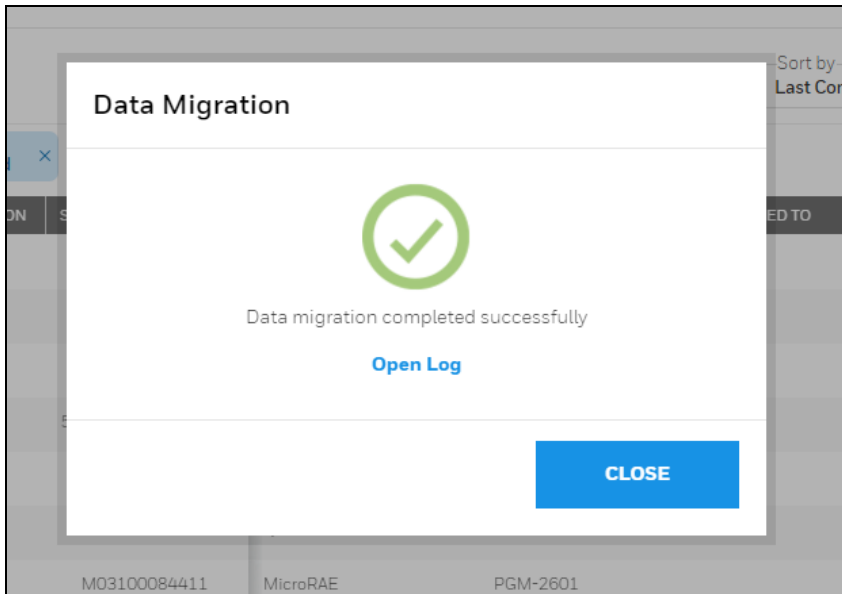 Sort by
Last Cor
Data Migration
ON
ED TO
Data migration completed successfully
Open Log
CLOSE
M03100084411 MicroRAE PGM-2601